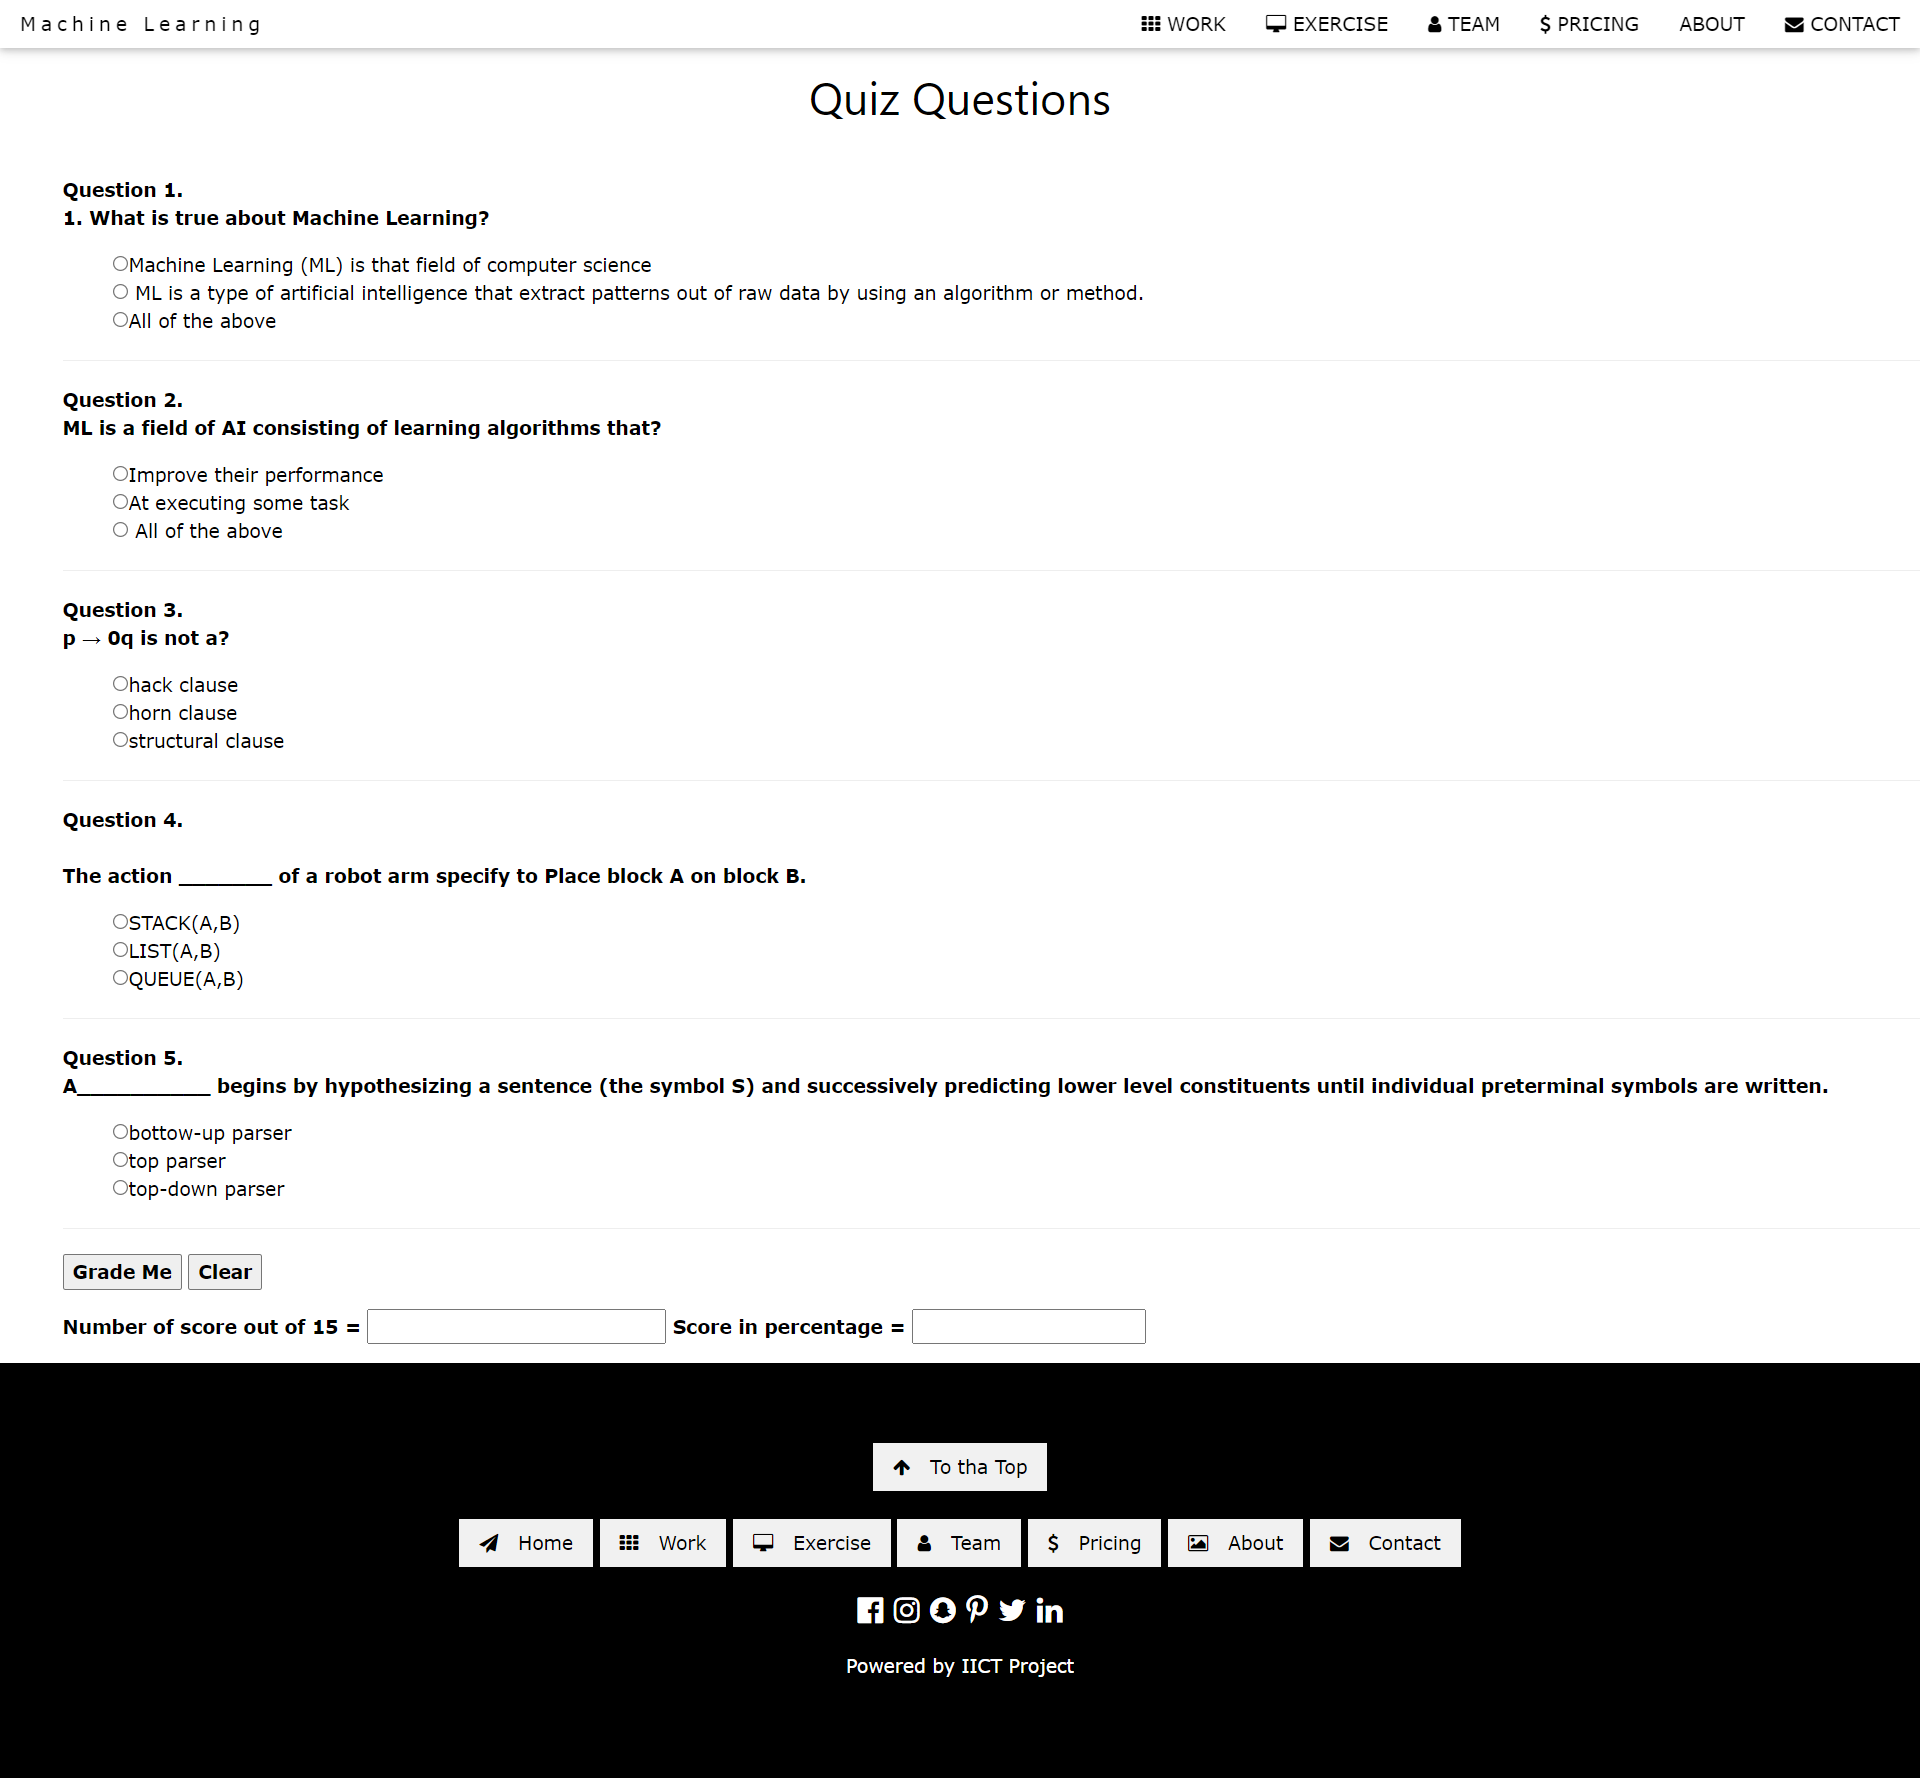 Machine Learning
WORK EXERCISE TEAM $ PRICING ABOUT CONTACT
Quiz Questions
Question 1.
1. What is true about Machine Learning?
Machine Learning (ML) is that field of computer science
ML is a type of artificial intelligence that extract patterns out of raw data by using an algorithm or method.
All of the above
Question 2.
ML is a field of AI consisting of learning algorithms that?
Improve their performance
At executing some task
All of the above
Question 3.
p → 0q is not a?
hack clause
horn clause
structural clause
Question 4.
The action _______ of a robot arm specify to Place block A on block B.
STACK(A,B)
LIST(A,B)
QUEUE(A,B)
Question 5.
A__________ begins by hypothesizing a sentence (the symbol S) and successively predicting lower level constituents until individual preterminal symbols are written.
bottow-up parser
top parser
top-down parser
Grade Me Clear
Number of score out of 15 = Score in percentage =
To tha Top
Home Work Exercise Team $ Pricing About Contact
Powered by IICT Project